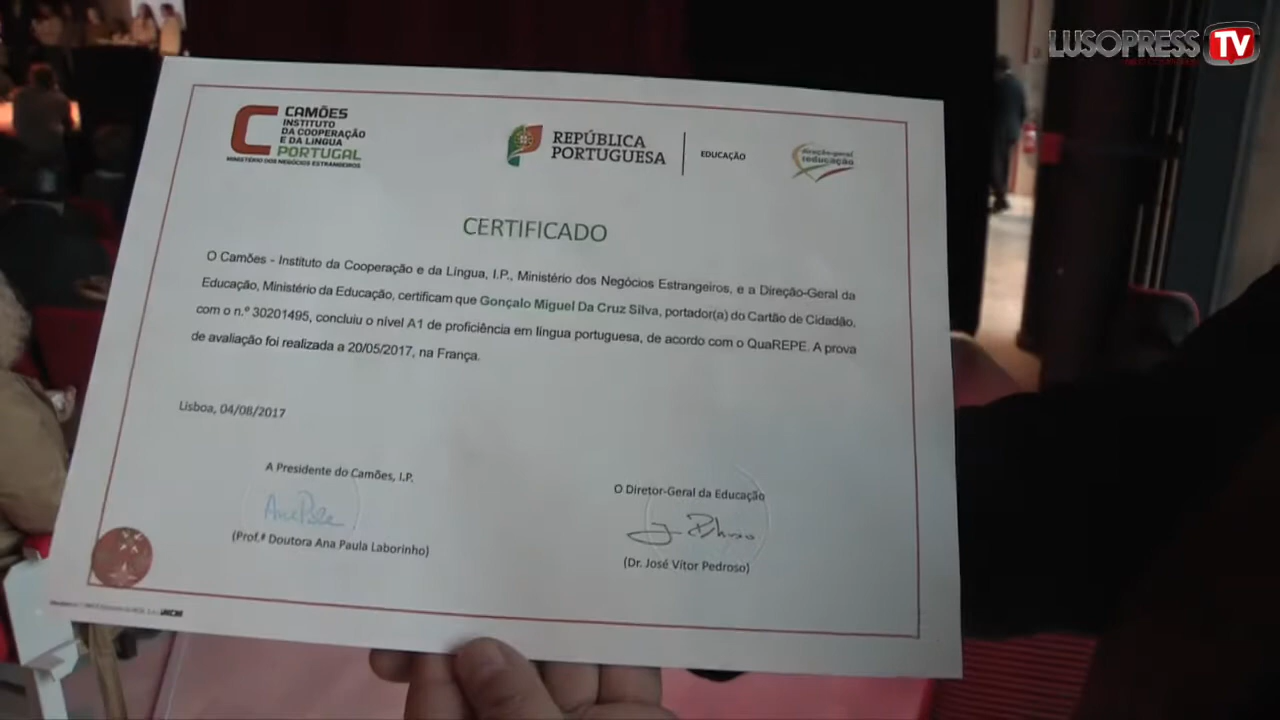 LUSOPRESS TV
CAMÕES
INSTITUTO
DA COOPERAÇÃO
E DA LÍNGUA
PORTUGAL
MINISTÉRIO DOS NEGÓCIOS ESTRANGEIROS
REPÚBLICA
PORTUGUESA
EDUCAÇÃO
direção-geral
educação
CERTIFICADO
O Camões - Instituto da Cooperação e da Língua, I.P., Ministério dos Negócios Estrangeiros, e a Direção-Geral da
Educação, Ministério da Educação, certificam que Gonçalo Miguel Da Cruz Silva, portador(a) do Cartão de Cidadão,
com o n.º 30201495, concluiu o nível A1 de proficiência em língua portuguesa, de acordo com o QuaREPE. A prova
de avaliação foi realizada a 20/05/2017, na França.
Lisboa, 04/08/2017
A Presidente do Camões, I.P.
(Prof.ª Doutora Ana Paula Laborinho)
O Diretor-Geral da Educação
(Dr. José Vítor Pedroso)